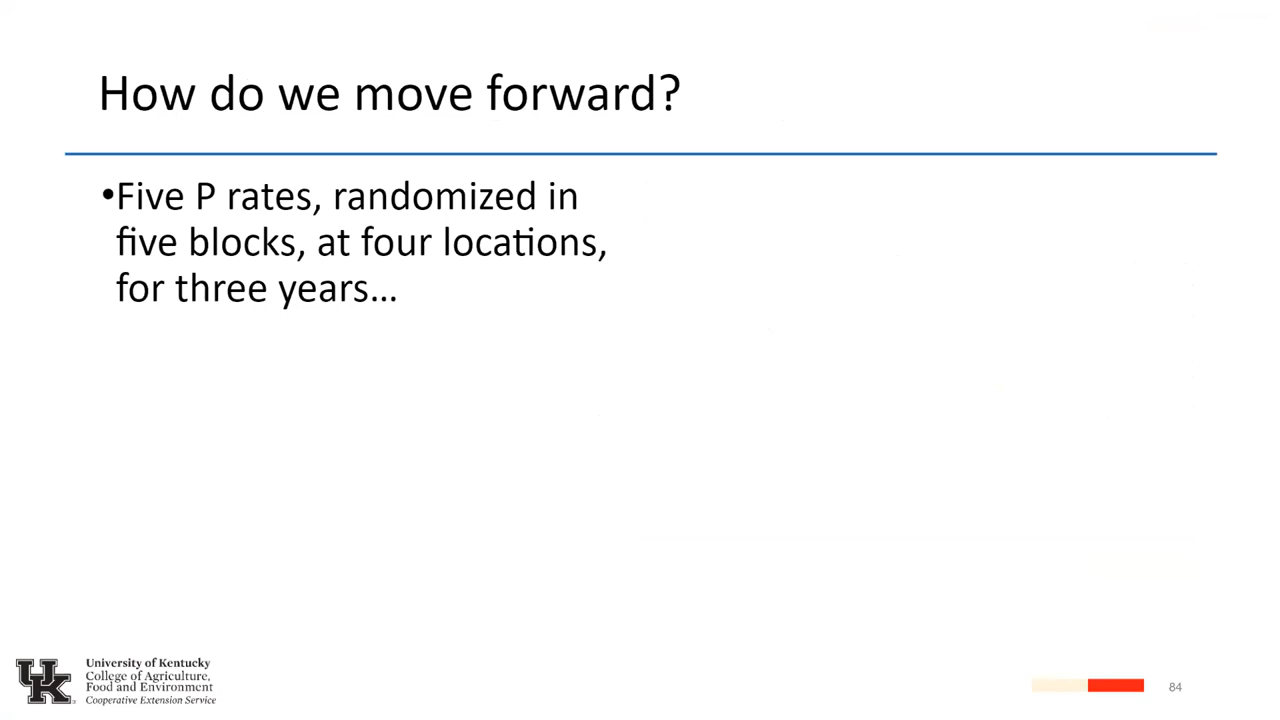 How do we move forward?
•Five P rates, randomized in
five blocks, at four locations,
for three years...
UK
University of Kentucky
College of Agriculture,
Food and Environment
Cooperative Extension Service
84